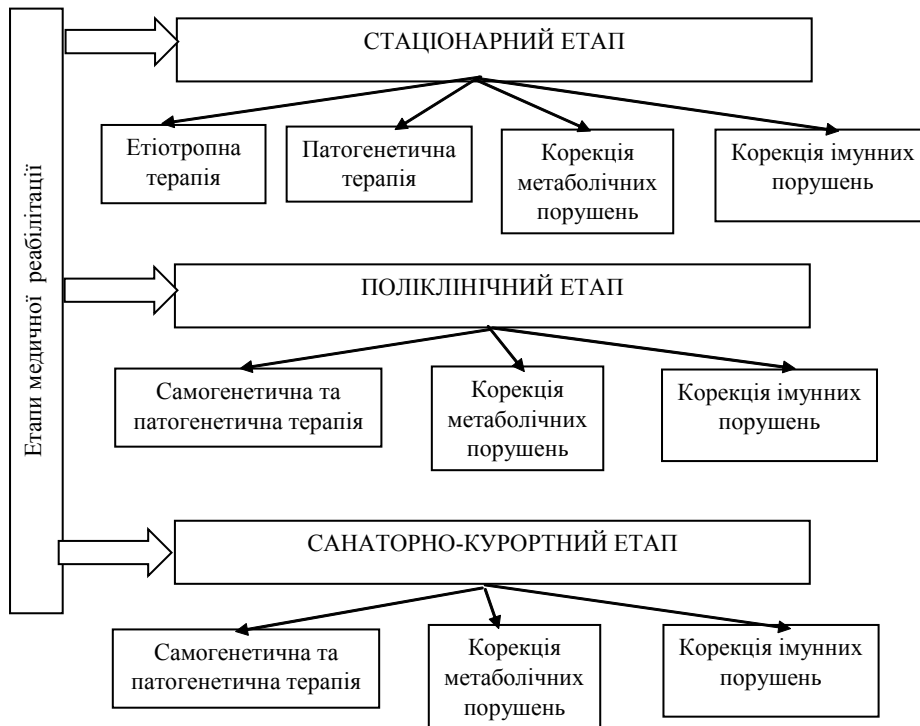 Етапи медичної реабілітації
СТАЦІОНАРНИЙ ЕТАП
Етіотропна
терапія
Патогенетична
терапія
Корекція
метаболічних
порушень
Корекція імунних
порушень
ПОЛІКЛІНІЧНИЙ ЕТАП
Самогенетична та
патогенетична терапія
Корекція
метаболічних
порушень
Корекція імунних
порушень
САНАТОРНО-КУРОРТНИЙ ЕТАП
Самогенетична та
патогенетична терапія
Корекція
метаболічних
порушень
Корекція імунних
порушень